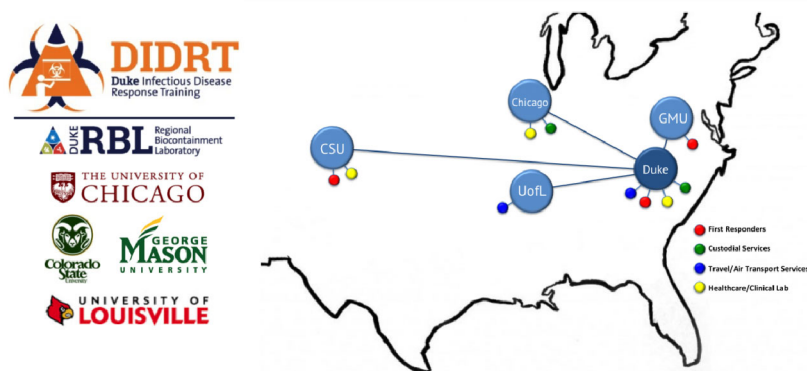 DIDRT
Duke Infectious Disease
Response Training
DUKE
RBL
Regional
Biocontainment
Laboratory
THE UNIVERSITY OF
CHICAGO
Colorado
State
University
GEORGE
MASON
UNIVERSITY
UNIVERSITY OF
LOUISVILLE
Chicago
GMU
CSU
Duke
UofL
First Responders
Custodial Services
Travel/Air Transport Services
Healthcare/Clinical Lab